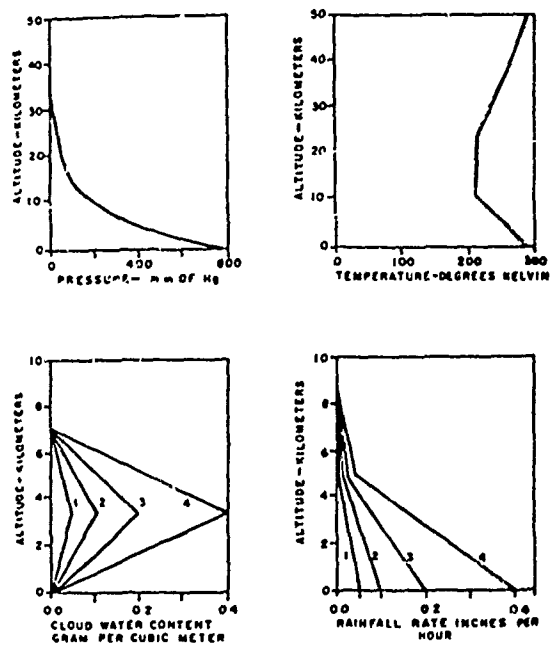 50
40
30
20
10
0
ALTITUDE-KILOMETERS
0 400 800
PRESSURE- mm OF Hg
50
40
30
20
10
0
ALTITUDE-KILOMETERS
0 100 200 300
TEMPERATURE-DEGREES KELVIN
10
8
6
4
2
0
ALTITUDE-KILOMETERS
1 2 3 4
0.0 0.2 0.4
CLOUD WATER CONTENT
GRAM PER CUBIC METER
10
8
6
4
2
0
ALTITUDE-KILOMETERS
1 2 3 4
0.0 0.2 0.4
RAINFALL RATE INCHES PER
HOUR